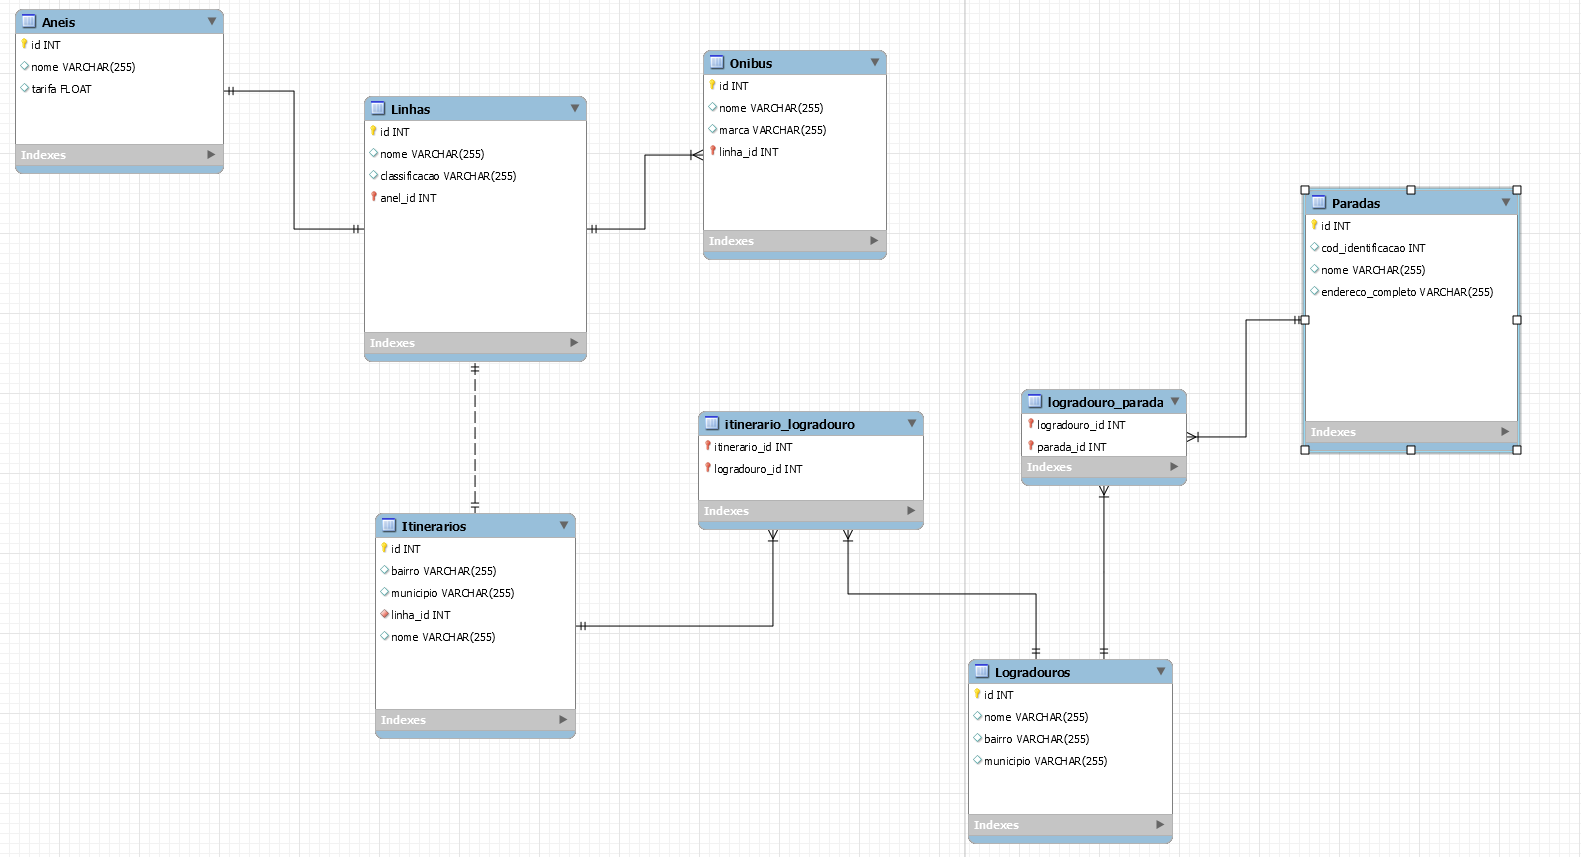 Aneis
id INT
nome VARCHAR(255)
tarifa FLOAT
Indexes
Linhas
id INT
nome VARCHAR(255)
classificacao VARCHAR(255)
anel_id INT
Indexes
Onibus
id INT
nome VARCHAR(255)
marca VARCHAR(255)
linha_id INT
Indexes
Paradas
id INT
cod_identificacao INT
nome VARCHAR(255)
endereco_completo VARCHAR(255)
Indexes
logradouro_parada
logradouro_id INT
parada_id INT
Indexes
itinerario_logradouro
itinerario_id INT
logradouro_id INT
Indexes
Itinerarios
id INT
bairro VARCHAR(255)
municipio VARCHAR(255)
linha_id INT
nome VARCHAR(255)
Indexes
Logradouros
id INT
nome VARCHAR(255)
bairro VARCHAR(255)
municipio VARCHAR(255)
Indexes